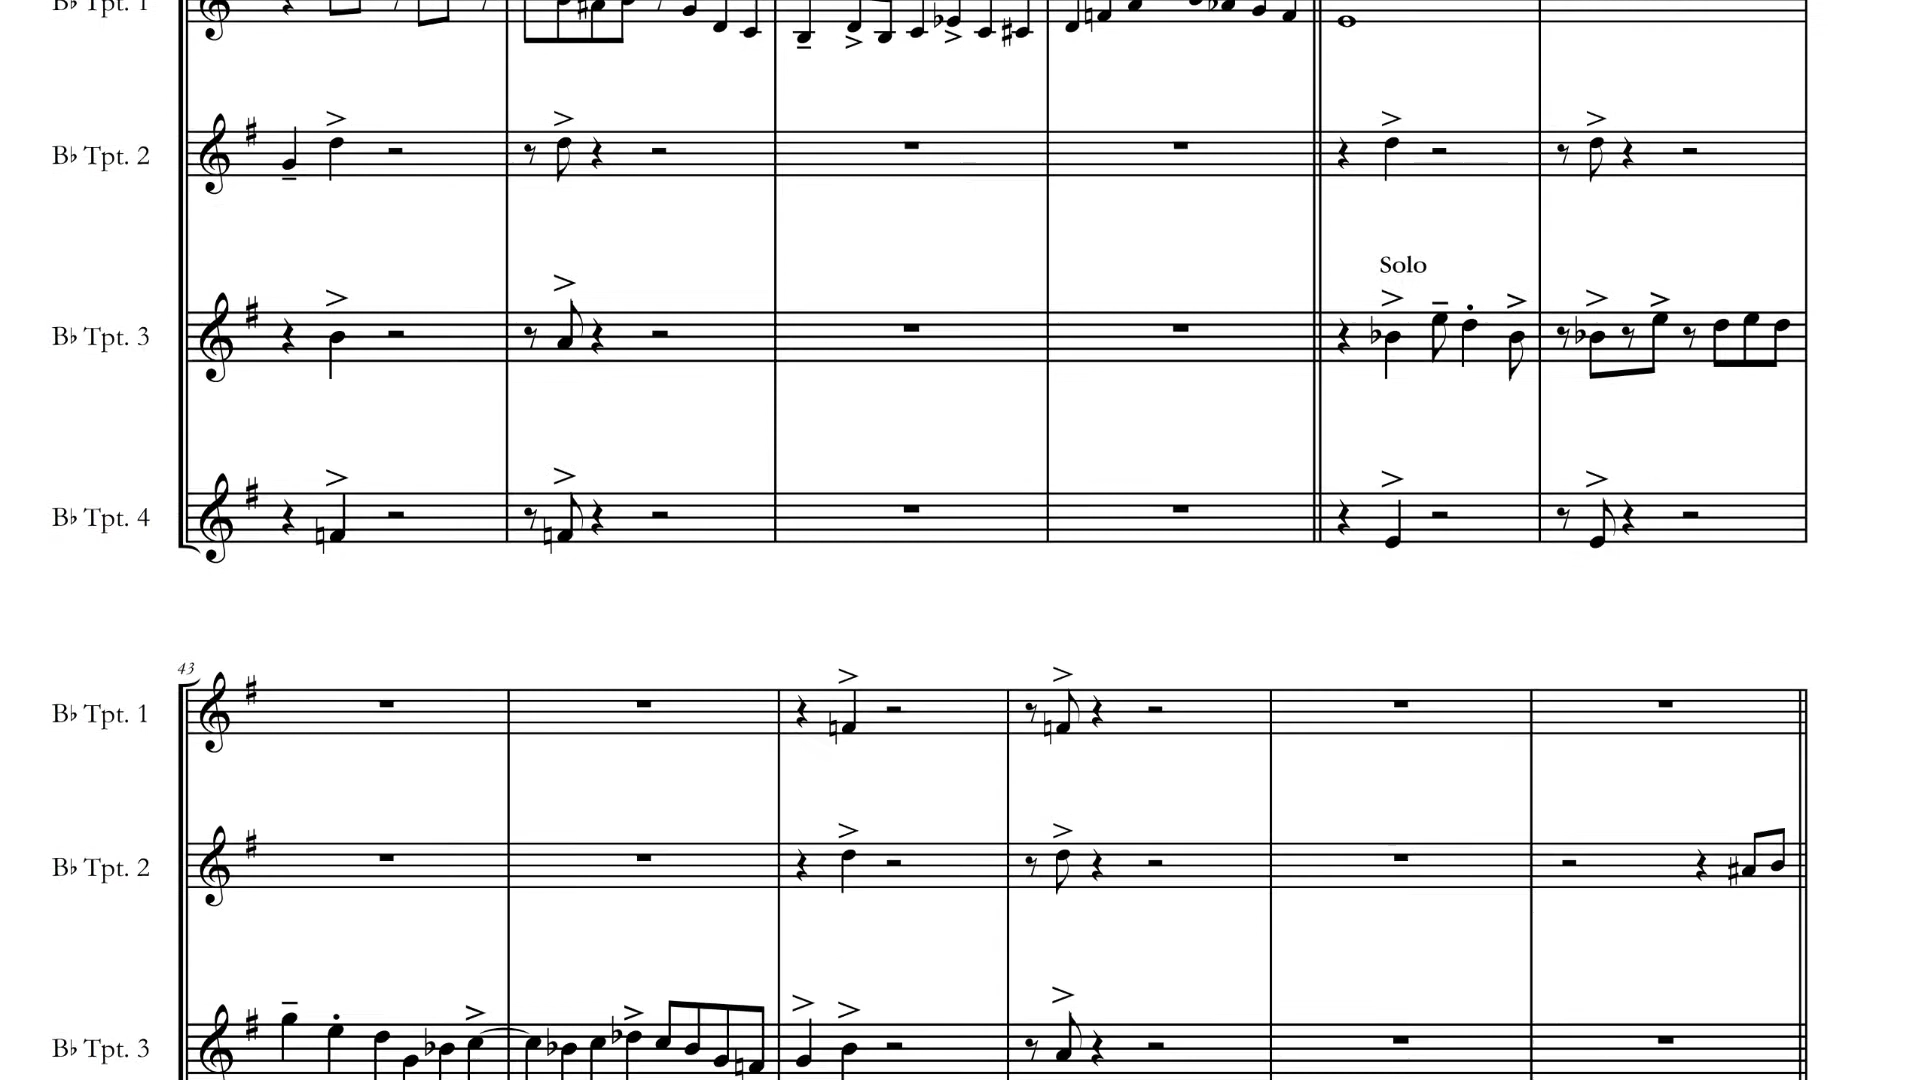 B♭ Tpt. 1
B♭ Tpt. 2
Solo
B♭ Tpt. 3
B♭ Tpt. 4
43
B♭ Tpt. 1
B♭ Tpt. 2
B♭ Tpt. 3